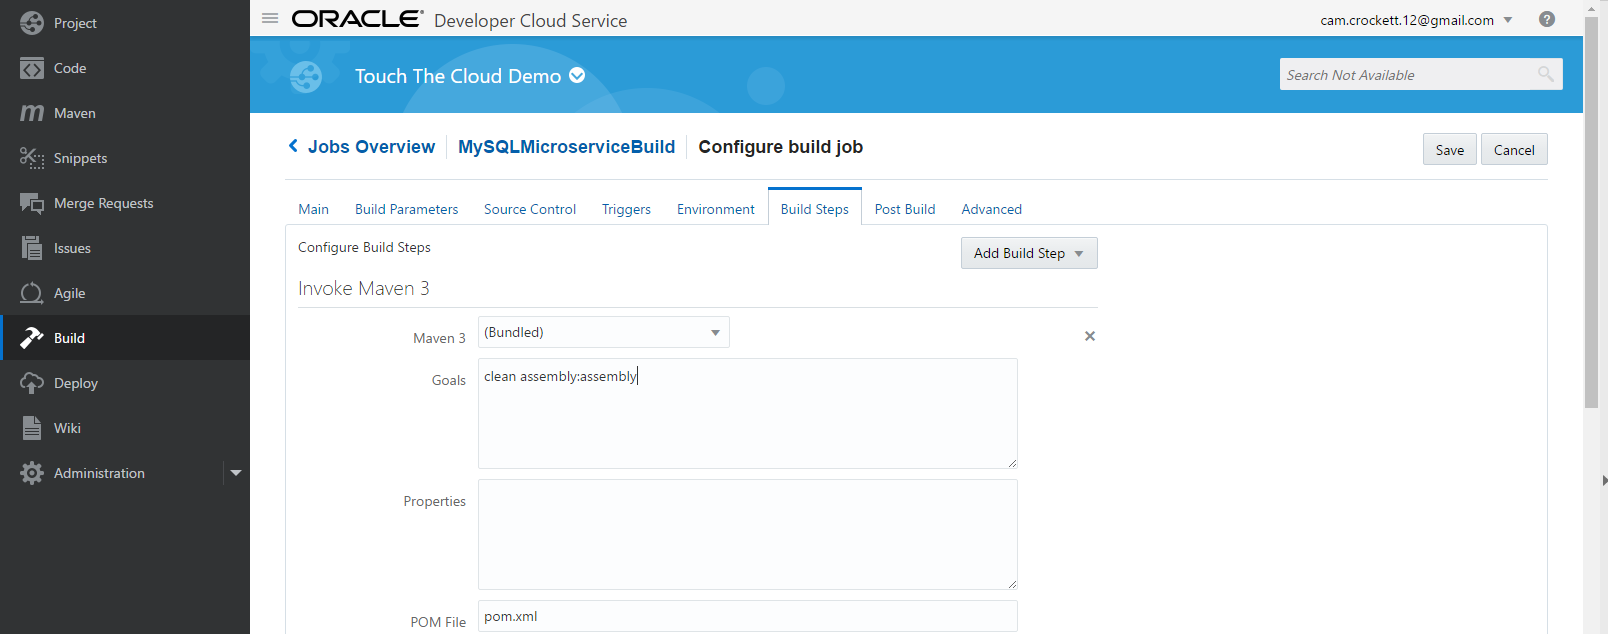 Project
Code
Maven
Snippets
Merge Requests
Issues
Agile
Build
Deploy
Wiki
Administration
ORACLE® Developer Cloud Service
cam.crockett.12@gmail.com
?
Touch The Cloud Demo
Search Not Available
Jobs Overview MySQLMicroserviceBuild Configure build job
Save Cancel
Main Build Parameters Source Control Triggers Environment Build Steps Post Build Advanced
Configure Build Steps
Add Build Step
Invoke Maven 3
Maven 3 (Bundled)
Goals clean assembly:assembly
Properties
POM File pom.xml